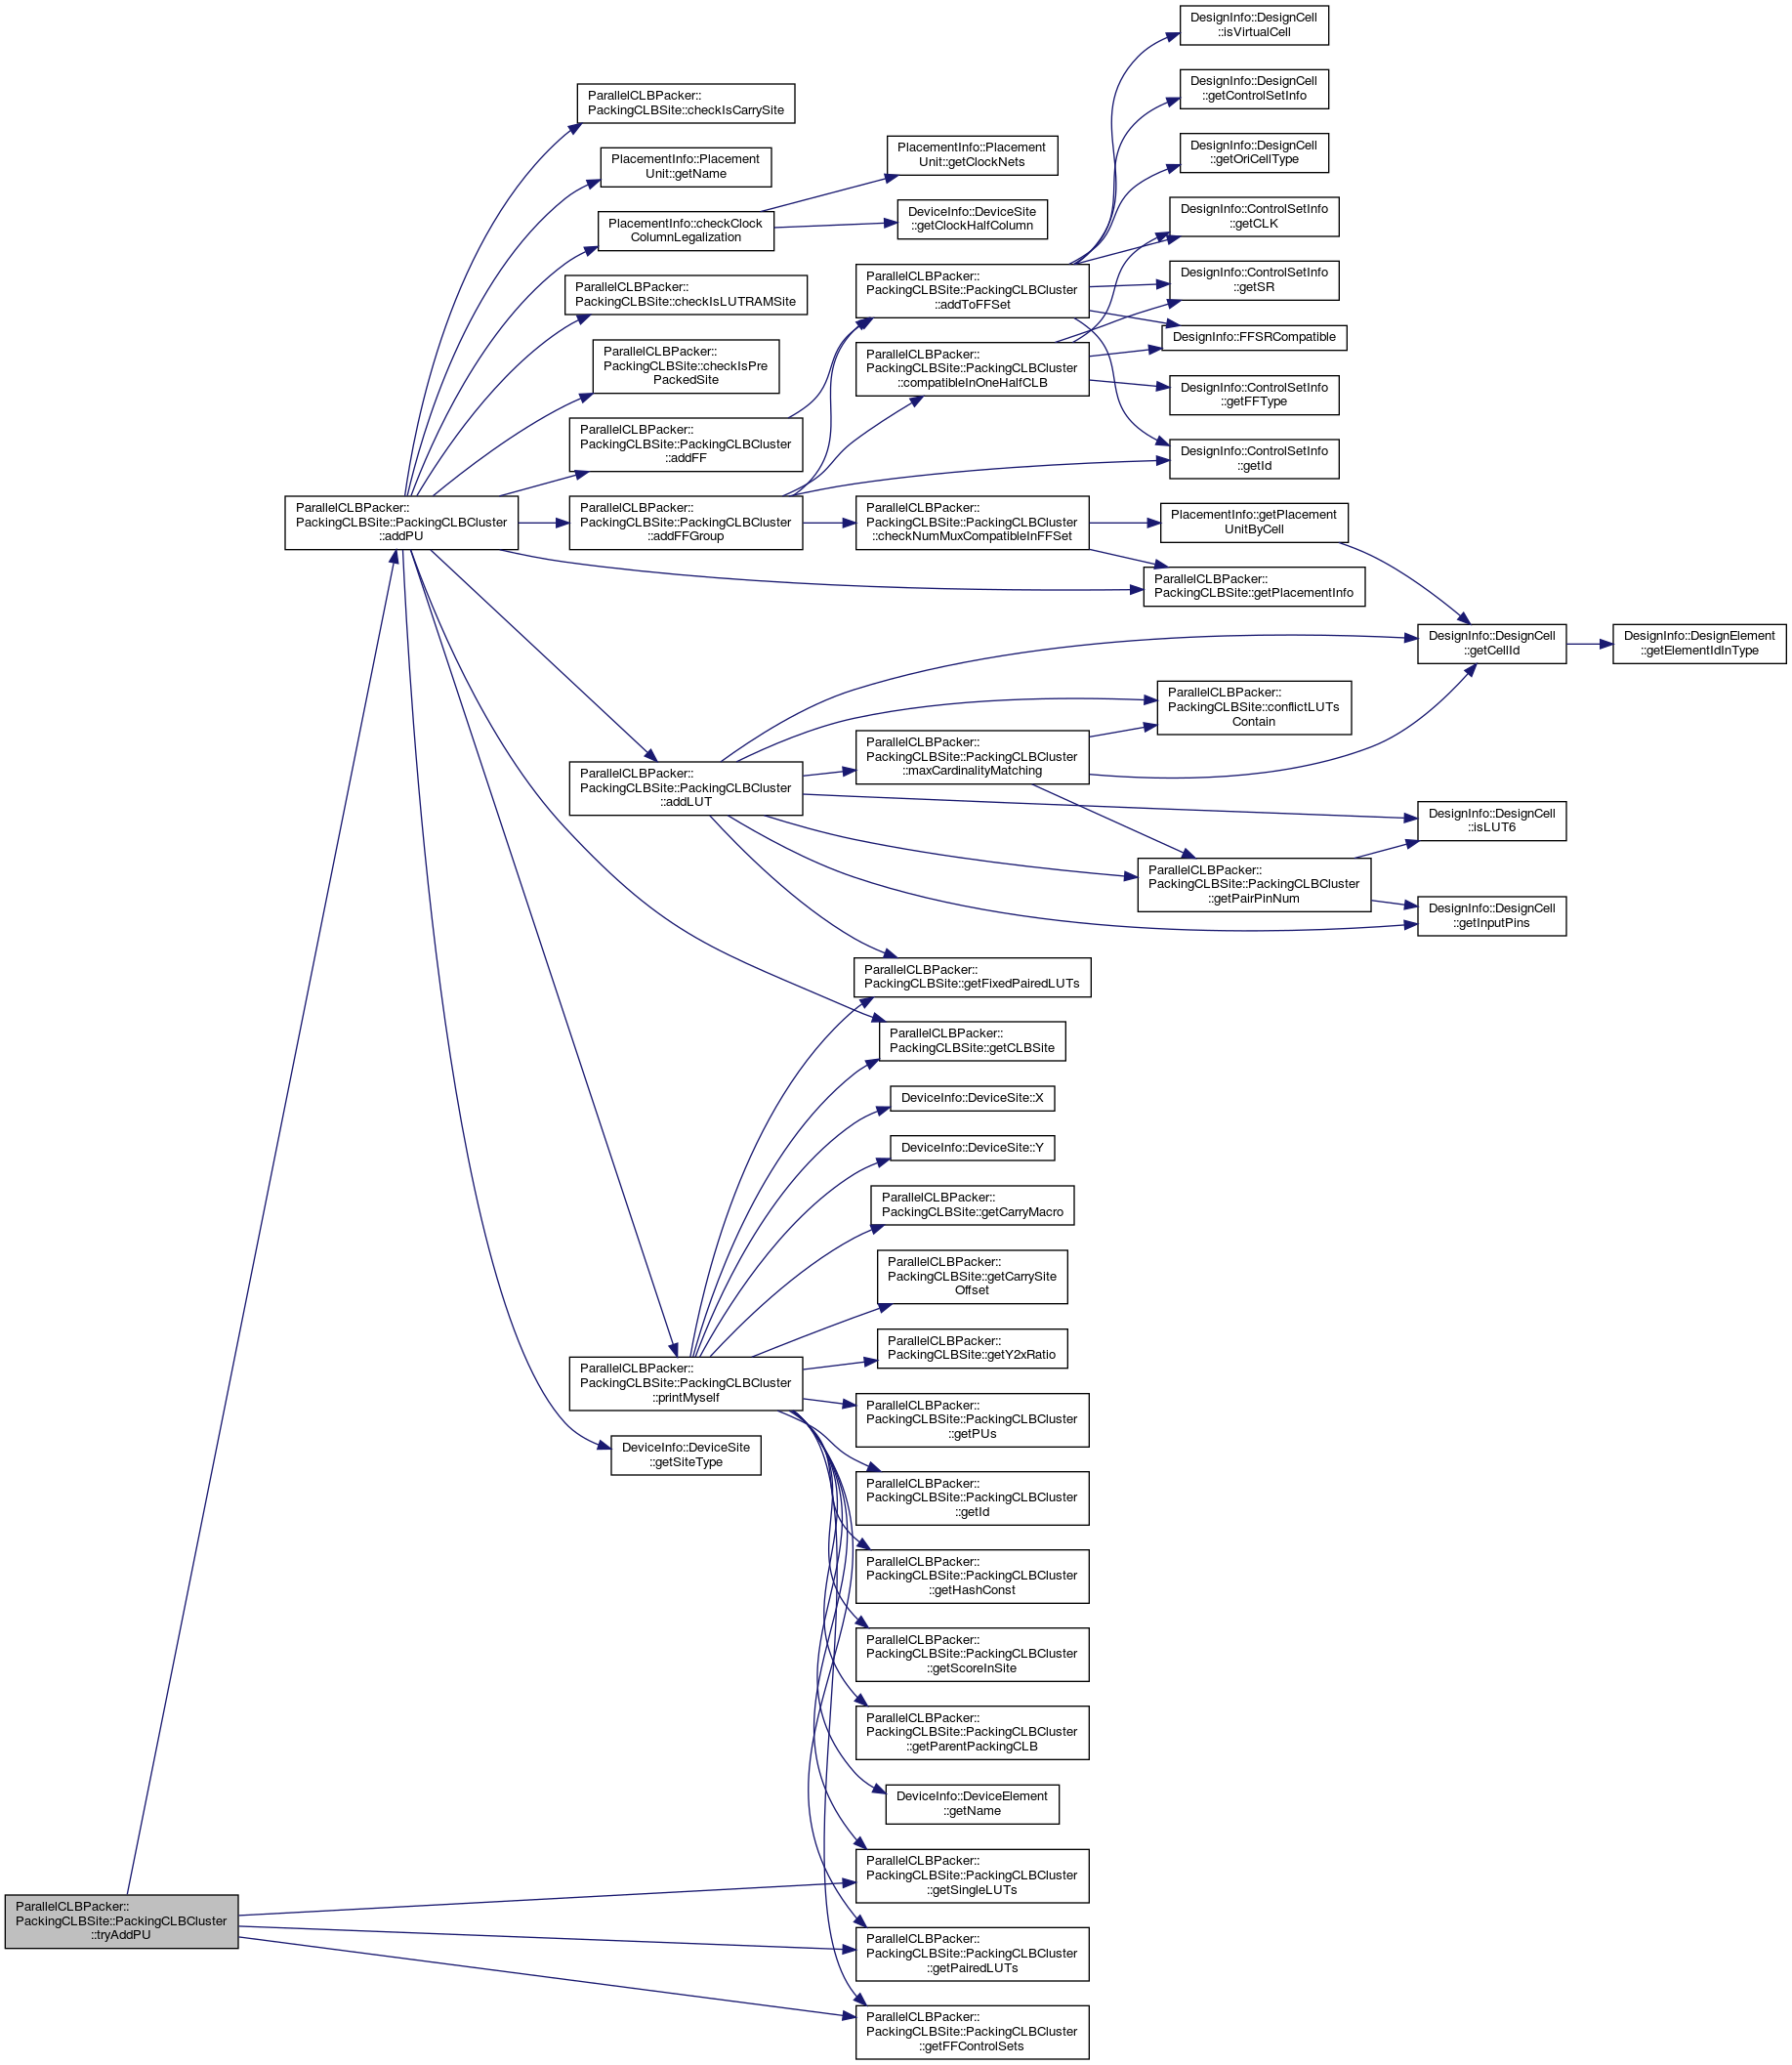 DesignInfo::DesignCell
::isVirtualCell
DesignInfo::DesignCell
::getControlSetInfo
ParallelCLBPacker::
PackingCLBSite::checkIsCarrySite
DesignInfo::DesignCell
::getOriCellType
PlacementInfo::Placement
Unit::getClockNets
PlacementInfo::Placement
Unit::getName
DesignInfo::ControlSetInfo
::getCLK
DeviceInfo::DeviceSite
::getClockHalfColumn
PlacementInfo::checkClock
ColumnLegalization
DesignInfo::ControlSetInfo
::getSR
ParallelCLBPacker::
PackingCLBSite::PackingCLBCluster
::addToFFSet
ParallelCLBPacker::
PackingCLBSite::checkIsLUTRAMSite
DesignInfo::FFSRCompatible
ParallelCLBPacker::
PackingCLBSite::checkIsPre
PackedSite
ParallelCLBPacker::
PackingCLBSite::PackingCLBCluster
::compatibleInOneHalfCLB
DesignInfo::ControlSetInfo
::getFFType
ParallelCLBPacker::
PackingCLBSite::PackingCLBCluster
::addFF
DesignInfo::ControlSetInfo
::getId
ParallelCLBPacker::
PackingCLBSite::PackingCLBCluster
::addPU
ParallelCLBPacker::
PackingCLBSite::PackingCLBCluster
::addFFGroup
ParallelCLBPacker::
PackingCLBSite::PackingCLBCluster
::checkNumMuxCompatibleInFFSet
PlacementInfo::getPlacement
UnitByCell
ParallelCLBPacker::
PackingCLBSite::getPlacementInfo
DesignInfo::DesignCell
::getCellId
DesignInfo::DesignElement
::getElementIdInType
ParallelCLBPacker::
PackingCLBSite::conflictLUTs
Contain
ParallelCLBPacker::
PackingCLBSite::PackingCLBCluster
::maxCardinalityMatching
ParallelCLBPacker::
PackingCLBSite::PackingCLBCluster
::addLUT
DesignInfo::DesignCell
::isLUT6
ParallelCLBPacker::
PackingCLBSite::PackingCLBCluster
::getPairPinNum
DesignInfo::DesignCell
::getInputPins
ParallelCLBPacker::
PackingCLBSite::getFixedPairedLUTs
ParallelCLBPacker::
PackingCLBSite::getCLBSite
DeviceInfo::DeviceSite::X
DeviceInfo::DeviceSite::Y
ParallelCLBPacker::
PackingCLBSite::getCarryMacro
ParallelCLBPacker::
PackingCLBSite::getCarrySite
Offset
ParallelCLBPacker::
PackingCLBSite::getY2xRatio
ParallelCLBPacker::
PackingCLBSite::PackingCLBCluster
::printMyself
ParallelCLBPacker::
PackingCLBSite::PackingCLBCluster
::getPUs
DeviceInfo::DeviceSite
::getSiteType
ParallelCLBPacker::
PackingCLBSite::PackingCLBCluster
::getId
ParallelCLBPacker::
PackingCLBSite::PackingCLBCluster
::getHashConst
ParallelCLBPacker::
PackingCLBSite::PackingCLBCluster
::getScoreInSite
ParallelCLBPacker::
PackingCLBSite::PackingCLBCluster
::getParentPackingCLB
DeviceInfo::DeviceElement
::getName
ParallelCLBPacker::
PackingCLBSite::PackingCLBCluster
::getSingleLUTs
ParallelCLBPacker::
PackingCLBSite::PackingCLBCluster
::tryAddPU
ParallelCLBPacker::
PackingCLBSite::PackingCLBCluster
::getPairedLUTs
ParallelCLBPacker::
PackingCLBSite::PackingCLBCluster
::getFFControlSets